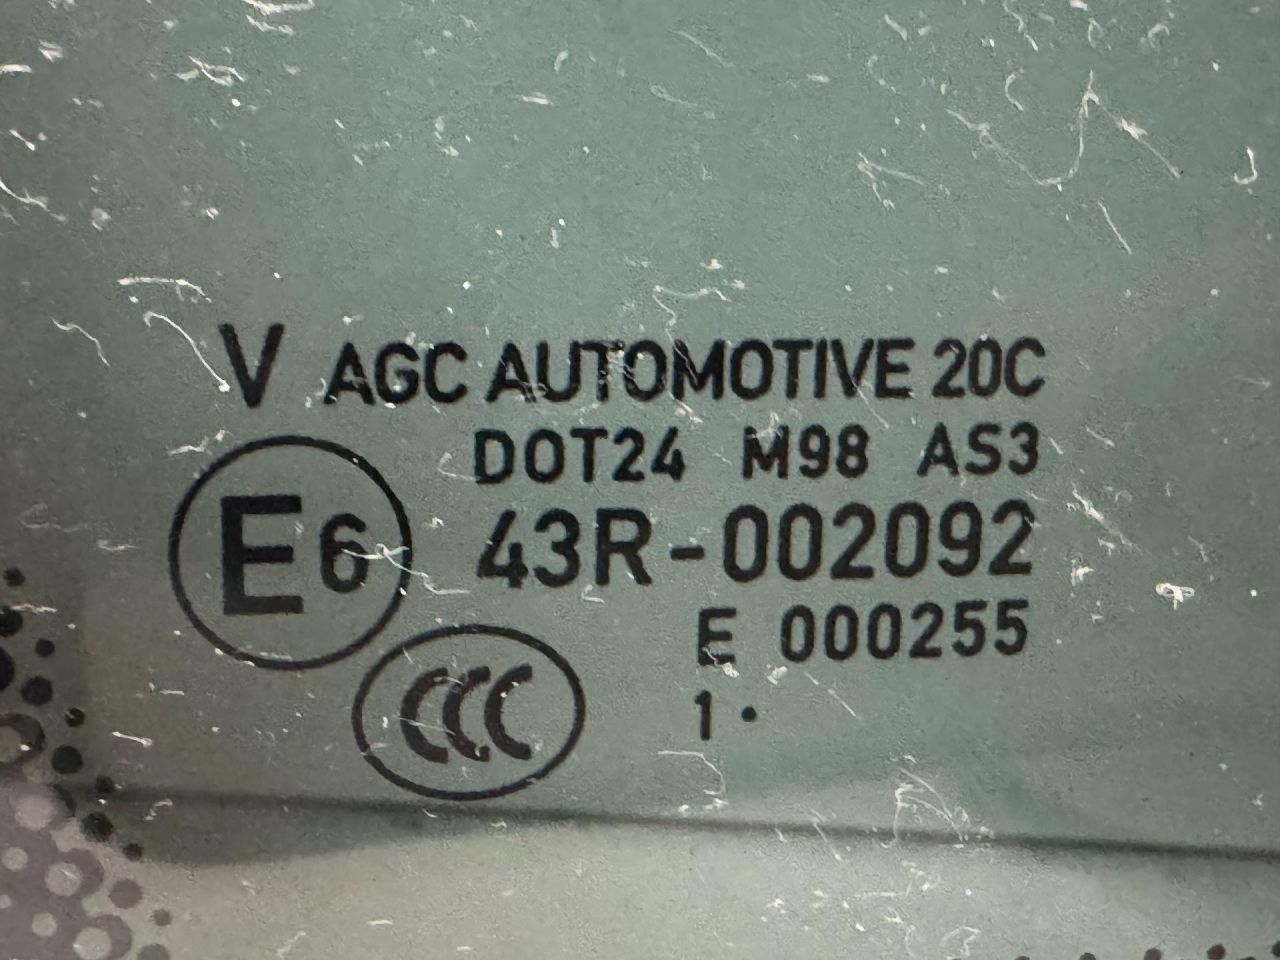 V AGC AUTOMOTIVE 20C
DOT24 M98 AS3
E6 43R-002092
E 000255
CCC 1·